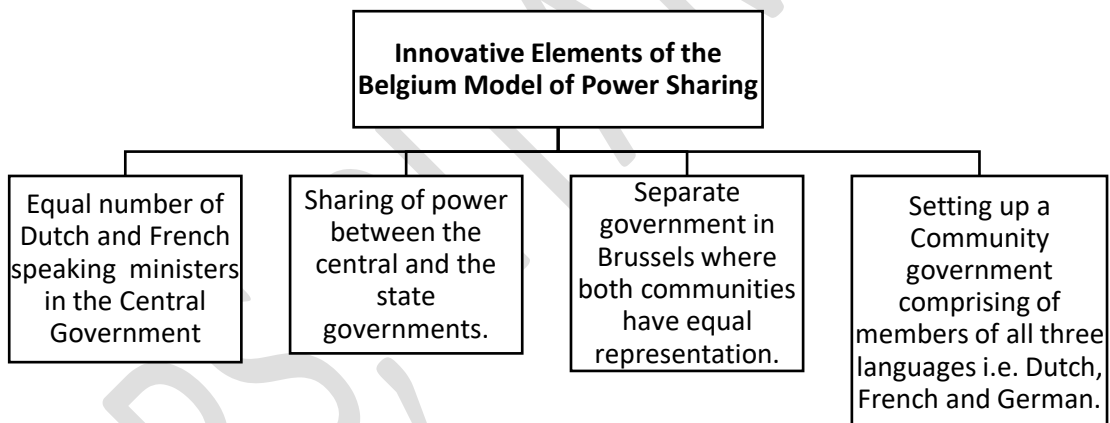 Innovative Elements of the
Belgium Model of Power Sharing
Equal number of
Dutch and French
speaking ministers
in the Central
Government
Sharing of power
between the
central and the
state
governments.
Separate
government in
Brussels where
both communities
have equal
representation.
Setting up a
Community
government
comprising of
members of all three
languages i.e. Dutch,
French and German.